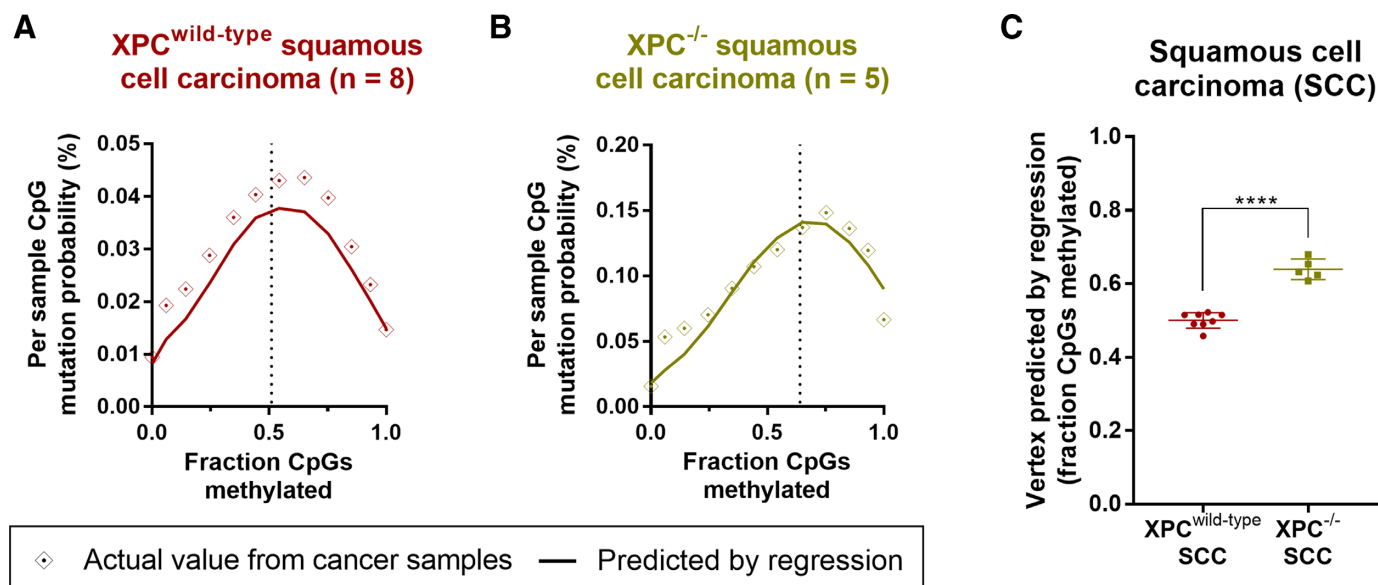 A
XPCwild-type squamous
cell carcinoma (n = 8)
Per sample CpG
mutation probability (%)
0.05
0.04
0.03
0.02
0.01
0.00
0.0
0.5
1.0
Fraction CpGs
methylated
B
XPC-/- squamous
cell carcinoma (n = 5)
Per sample CpG
mutation probability (%)
0.20
0.15
0.10
0.05
0.00
0.0
0.5
1.0
Fraction CpGs
methylated
C
Squamous cell
carcinoma (SCC)
Vertex predicted by regression
(fraction CpGs methylated)
1.0
0.8
0.6
0.4
0.2
0.0
****
XPCwild-type
SCC
XPC-/-
SCC
Actual value from cancer samples
Predicted by regression